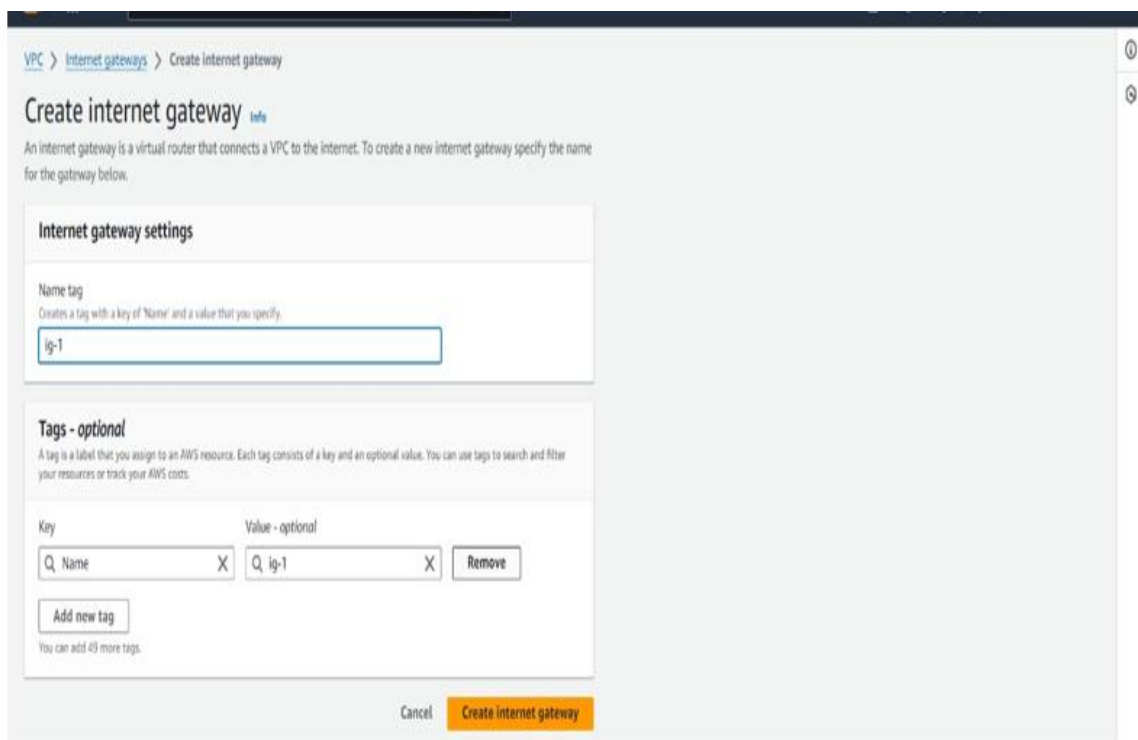 VPC > Internet gateways > Create internet gateway
Create internet gateway Info
An internet gateway is a virtual router that connects a VPC to the internet. To create a new internet gateway specify the name
for the gateway below.
Internet gateway settings
Name tag
Creates a tag with a key of 'Name' and a value that you specify.
ig-1
Tags - optional
A tag is a label that you assign to an AWS resource. Each tag consists of a key and an optional value. You can use tags to search and filter
your resources or track your AWS costs.
Key Value - optional
Name ig-1 Remove
Add new tag
You can add 49 more tags.
Cancel Create internet gateway